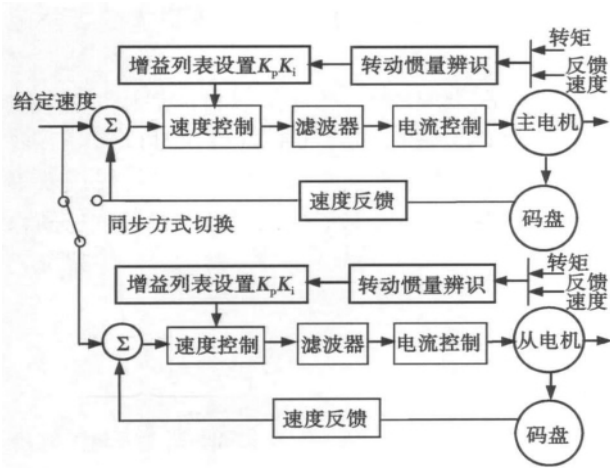 转矩
增益列表设置KpKi
转动惯量辨识
反馈
速度
给定速度
Σ
速度控制
滤波器
电流控制
主电机
速度反馈
码盘
同步方式切换
转矩
增益列表设置KpKi
转动惯量辨识
反馈
速度
Σ
速度控制
滤波器
电流控制
从电机
速度反馈
码盘